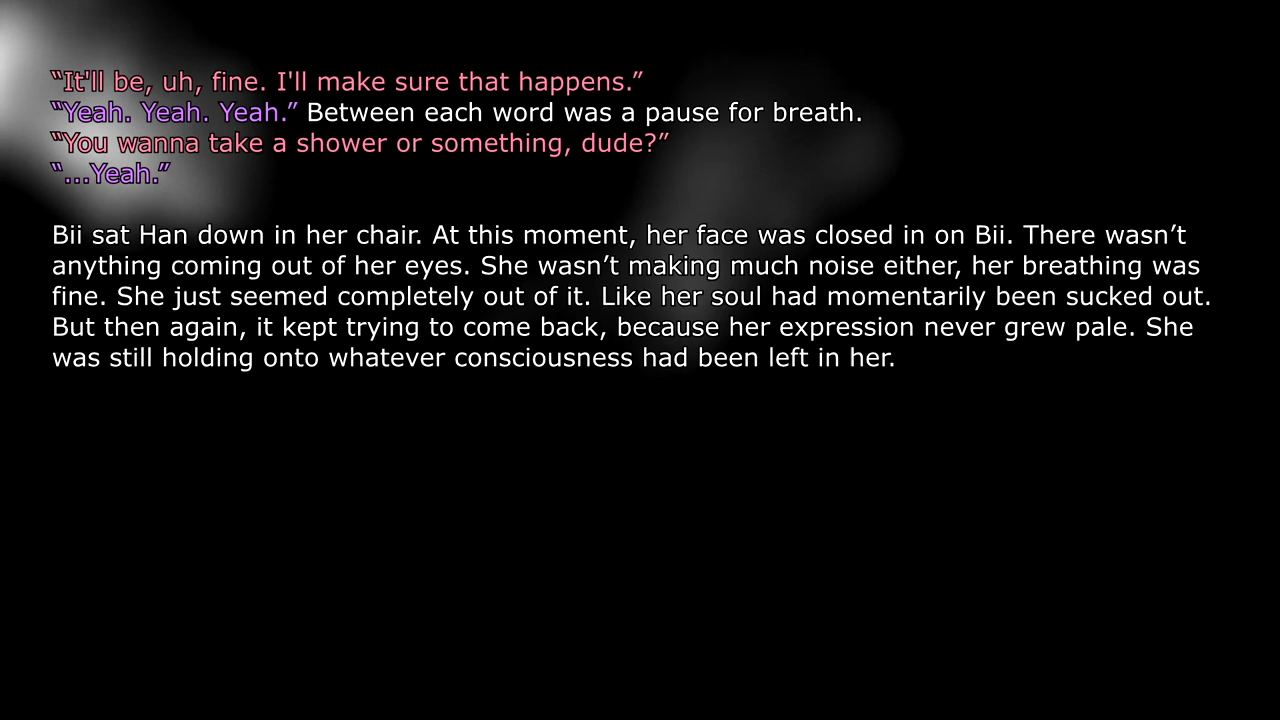 “It'll be, uh, fine. I'll make sure that happens.”
“Yeah. Yeah. Yeah.” Between each word was a pause for breath.
“You wanna take a shower or something, dude?”
“...Yeah.”
Bii sat Han down in her chair. At this moment, her face was closed in on Bii. There wasn’t
anything coming out of her eyes. She wasn’t making much noise either, her breathing was
fine. She just seemed completely out of it. Like her soul had momentarily been sucked out.
But then again, it kept trying to come back, because her expression never grew pale. She
was still holding onto whatever consciousness had been left in her.